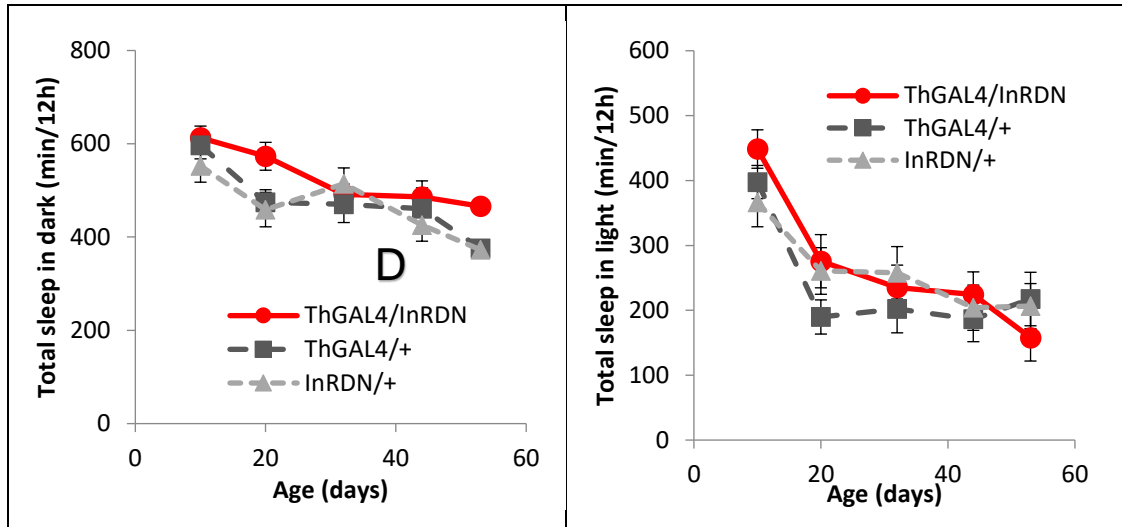 Total sleep in dark (min/12h)
800
600
400
200
0
D
ThGAL4/InRDN
ThGAL4/+
InRDN/+
0 20 40 60
Age (days)
Total sleep in light (min/12h)
600
500
400
300
200
100
0
ThGAL4/InRDN
ThGAL4/+
InRDN/+
0 20 40 60
Age (days)